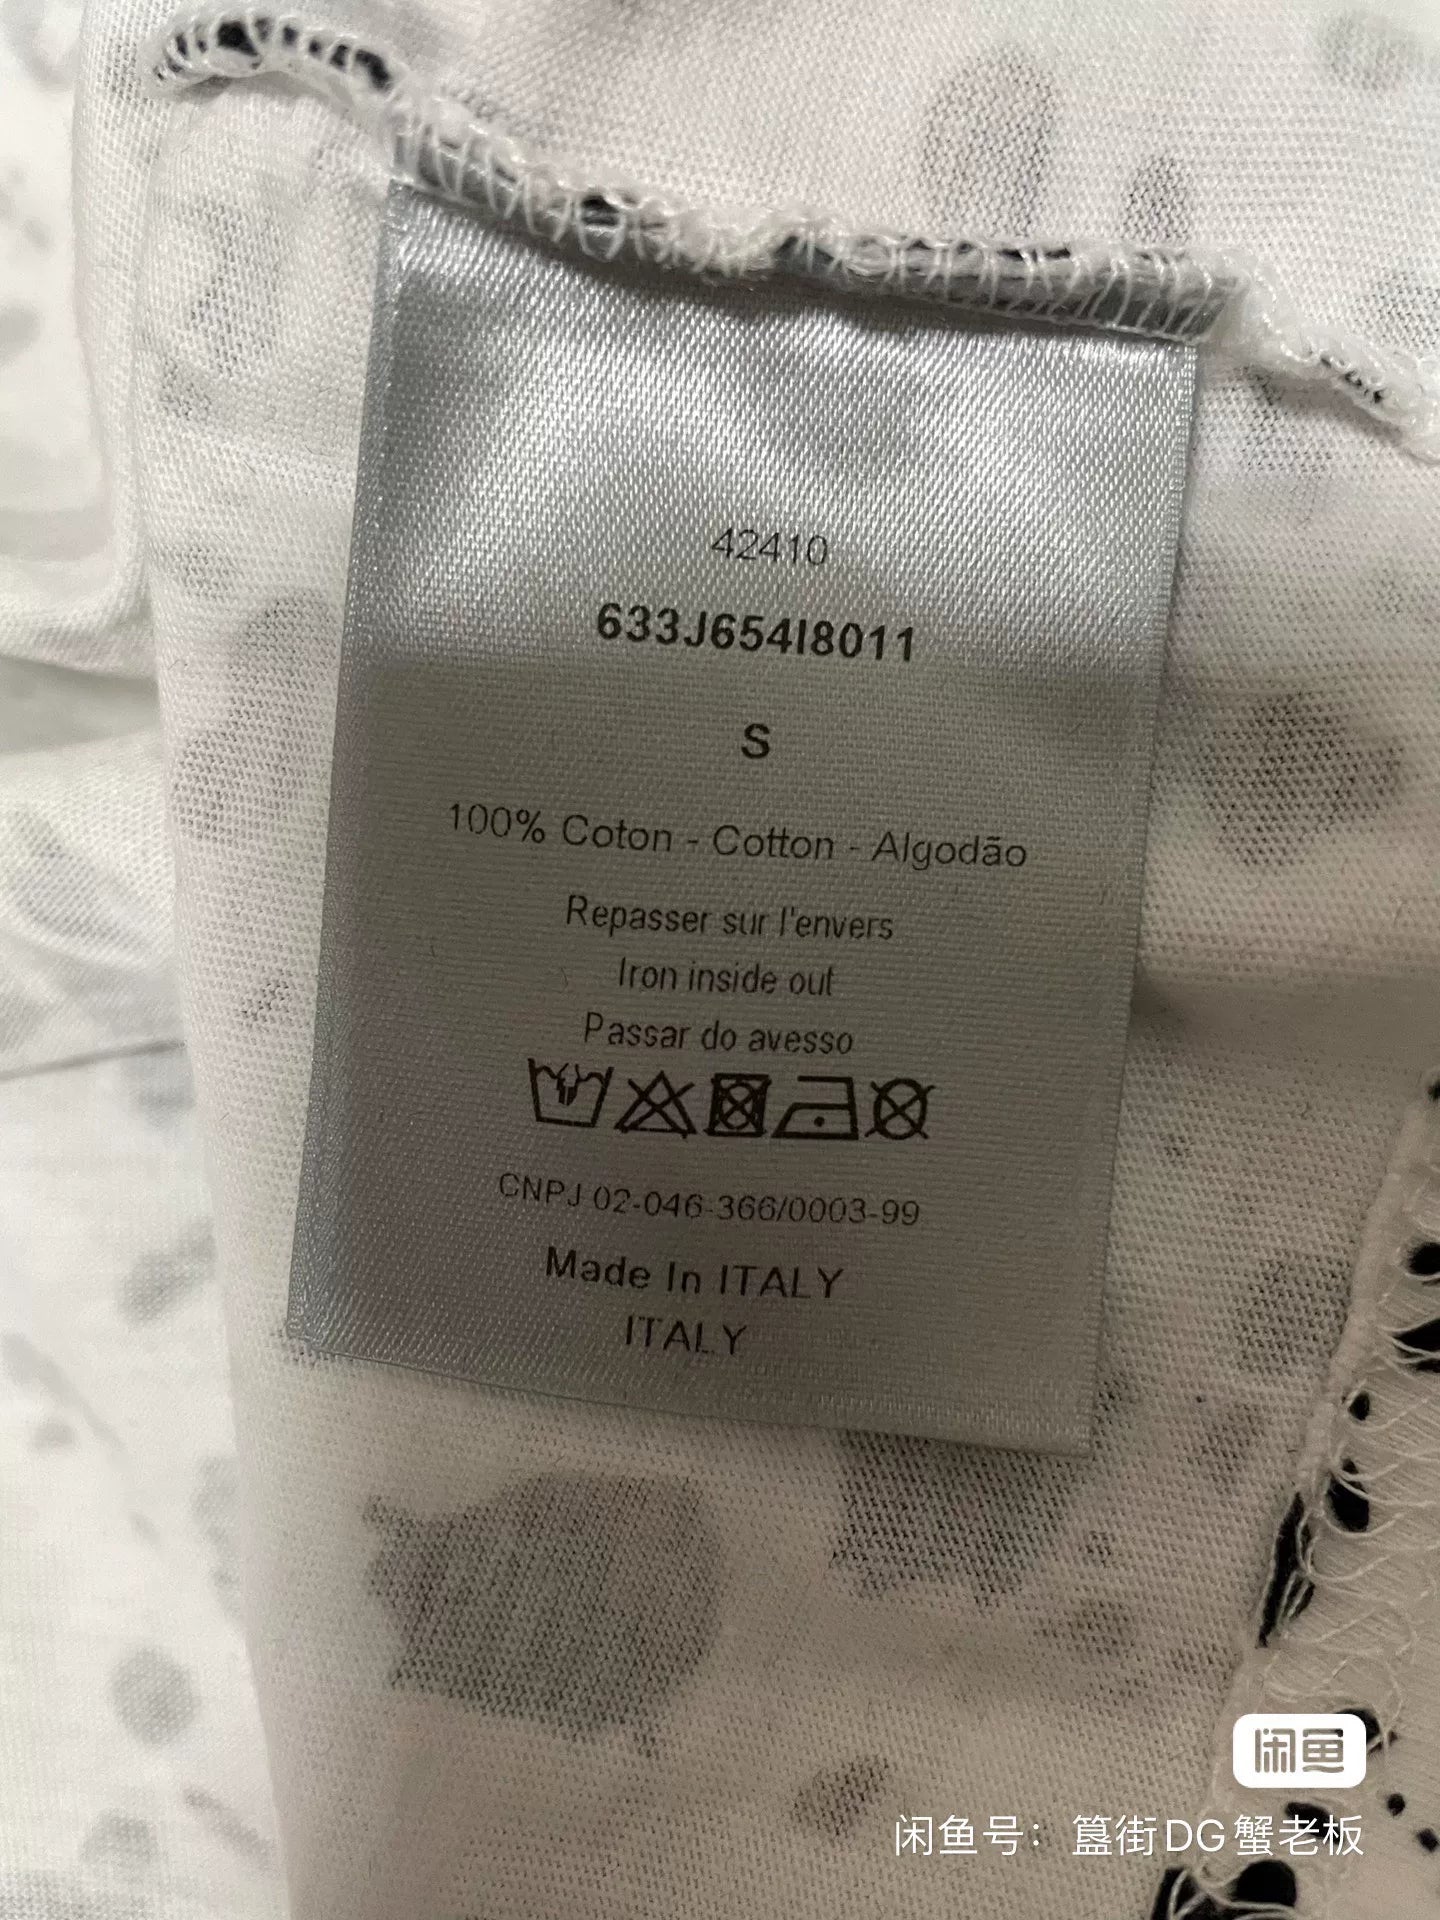 42410
633J654I8011
S
100% Coton - Cotton - Algodão
Repasser sur l'envers
Iron inside out
Passar do avesso
CNPJ 02-046-366/0003-99
Made In ITALY
ITALY
闲鱼
闲鱼号：簋街DG蟹老板